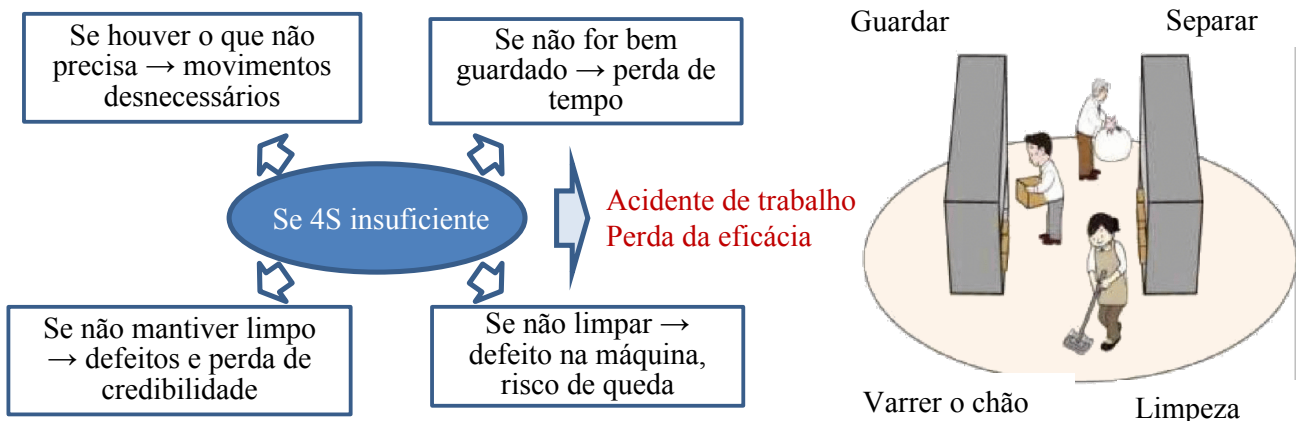 Se houver o que não
precisa → movimentos
desnecessários
Se não for bem
guardado → perda de
tempo
Se 4S insuficiente
Acidente de trabalho
Perda da eficácia
Se não mantiver limpo
→ defeitos e perda de
credibilidade
Se não limpar →
defeito na máquina,
risco de queda
Guardar
Separar
Varrer o chão
Limpeza